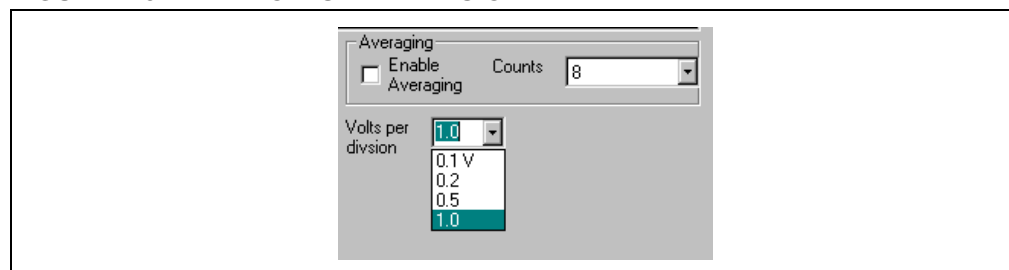 Averaging
Enable Averaging
Counts
8
Volts per divsion
1.0
0.1 V
0.2
0.5
1.0